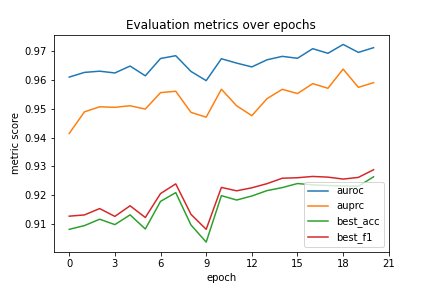 Evaluation metrics over epochs
0.97
0.96
0.95
0.94
0.93
0.92
0.91
metric score
auroc
auprc
best_acc
best_f1
0 3 6 9 12 15 18 21
epoch